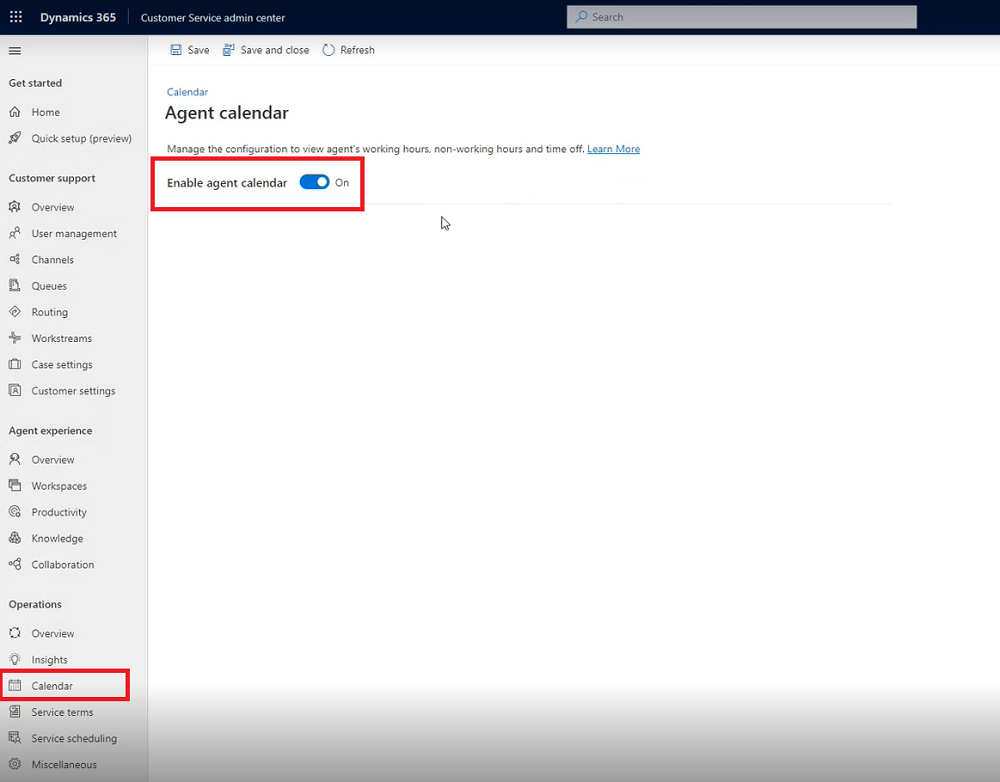 Dynamics 365 Customer Service admin center Search
Save Save and close Refresh
Get started
Home
Quick setup (preview)
Customer support
Overview
User management
Channels
Queues
Routing
Workstreams
Case settings
Customer settings
Agent experience
Overview
Workspaces
Productivity
Knowledge
Collaboration
Operations
Overview
Insights
Calendar
Service terms
Service scheduling
Miscellaneous
Calendar
Agent calendar
Manage the configuration to view agent's working hours, non-working hours and time off. Learn More
Enable agent calendar On